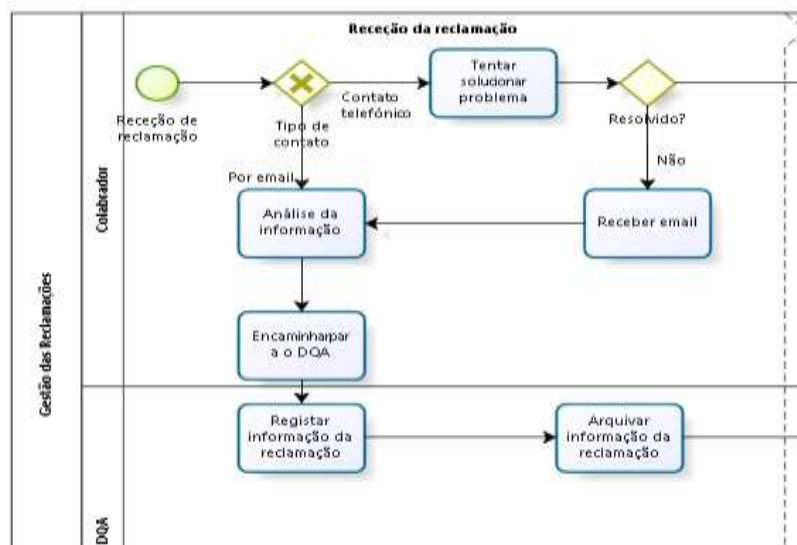 Receção da reclamação
Gestão das Reclamações
Colabrador
Receção de
reclamação
Tipo de
contato
Contato
telefónico
Tentar
solucionar
problema
Resolvido?
Não
Por email
Análise da
informação
Receber email
Encaminharpar
a o DQA
DQA
Registar
informação da
reclamação
Arquivar
informação da
reclamação